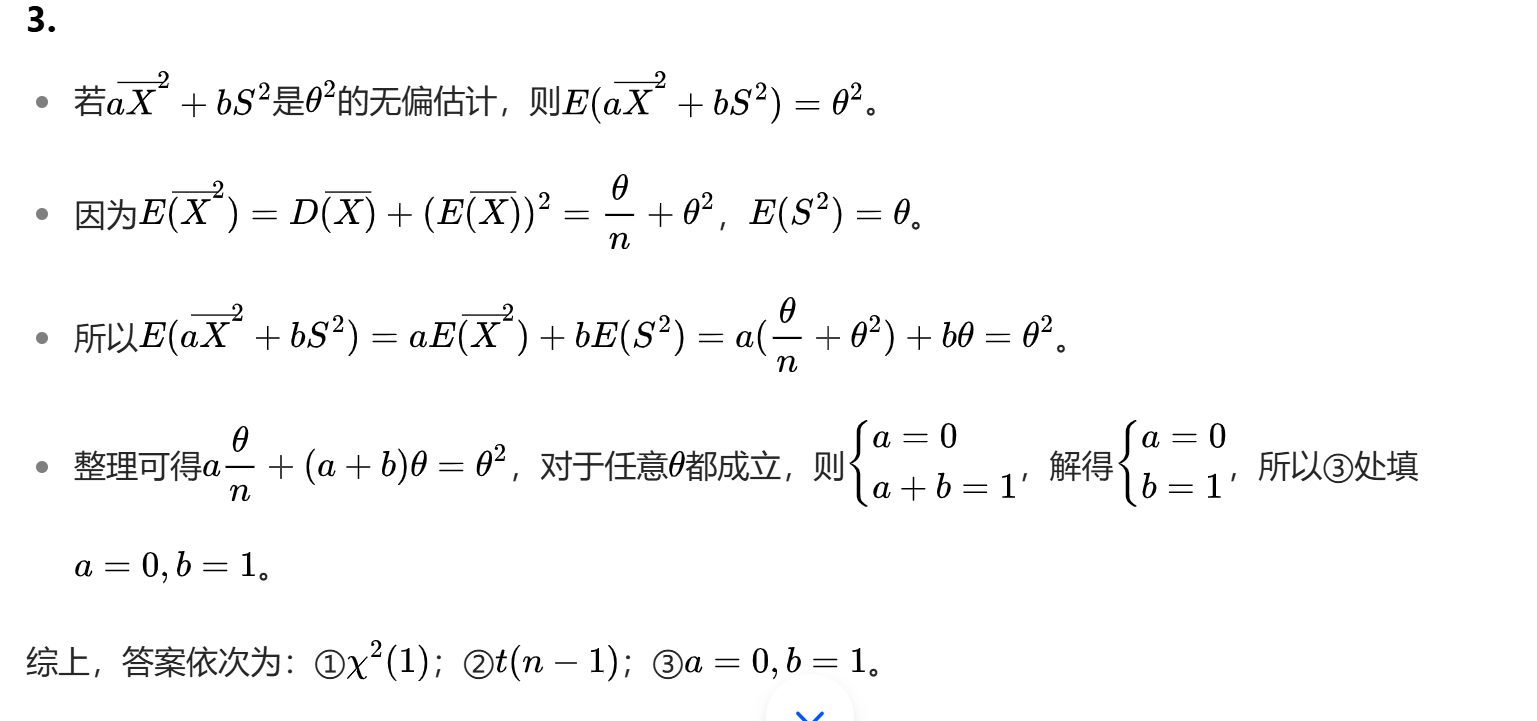 3.
• 若$a\overline{X}^2 + bS^2$是$\theta^2$的无偏估计，则$E(a\overline{X}^2 + bS^2) = \theta^2$。
• 因为$E(\overline{X}^2) = D(\overline{X}) + (E(\overline{X}))^2 = \frac{\theta}{n} + \theta^2$，$E(S^2) = \theta$。
• 所以$E(a\overline{X}^2 + bS^2) = aE(\overline{X}^2) + bE(S^2) = a(\frac{\theta}{n} + \theta^2) + b\theta = \theta^2$。
• 整理可得$a\frac{\theta}{n} + (a + b)\theta = \theta^2$，对于任意$\theta$都成立，则$\begin{cases} a = 0 \\ a + b = 1 \end{cases}$，解得$\begin{cases} a = 0 \\ b = 1 \end{cases}$，所以③处填
$a = 0, b = 1$。
综上，答案依次为：①$\chi^2(1)$；②$t(n - 1)$；③$a = 0, b = 1$。